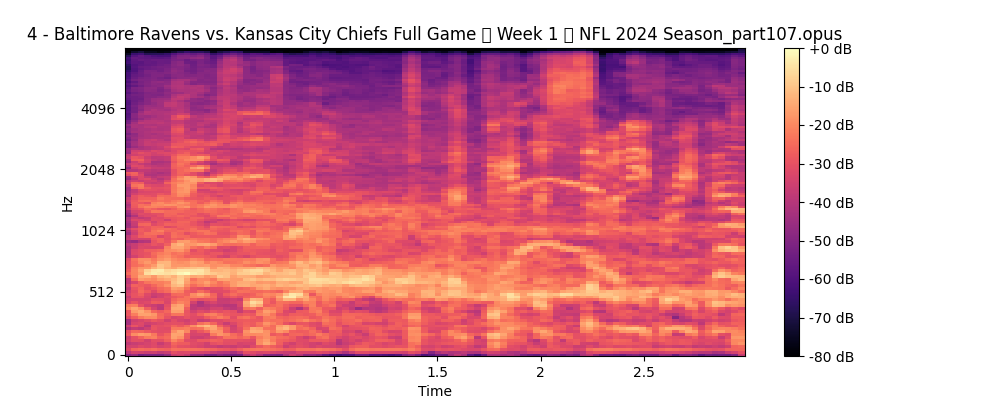 4 - Baltimore Ravens vs. Kansas City Chiefs Full Game  Week 1  NFL 2024 Season_part107.opus
+0 dB
4096
-10 dB
-20 dB
2048
-30 dB
Hz
1024
-40 dB
-50 dB
512
-60 dB
-70 dB
0
-80 dB
0 0.5 1 1.5 2 2.5
Time